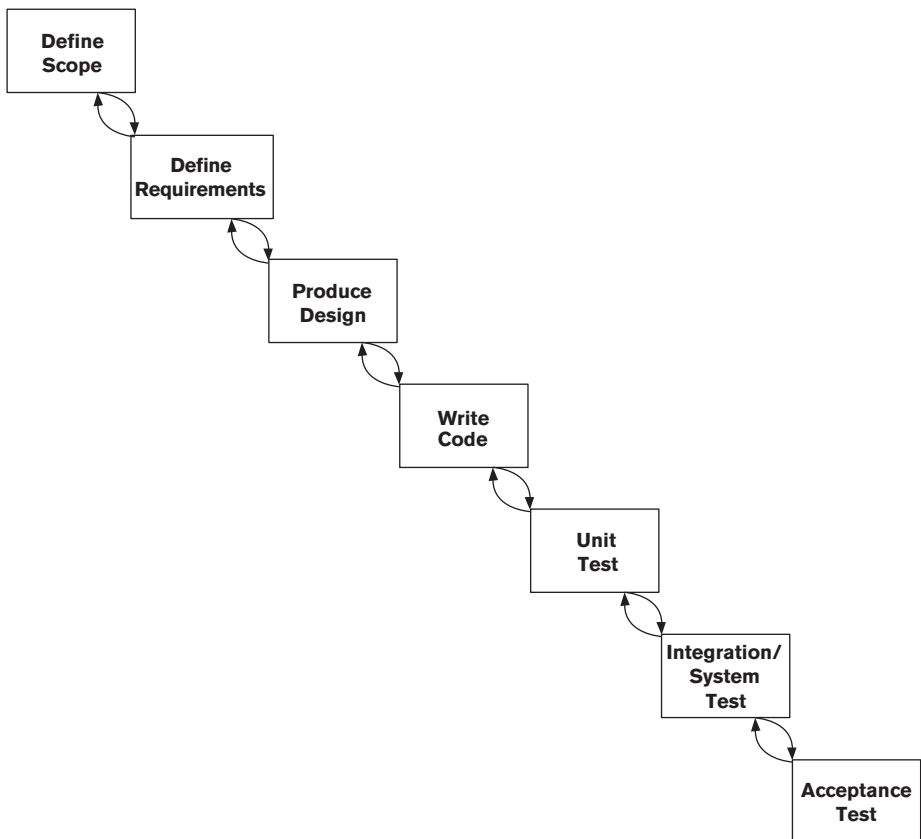 Define
Scope
Define
Requirements
Produce
Design
Write
Code
Unit
Test
Integration/
System
Test
Acceptance
Test